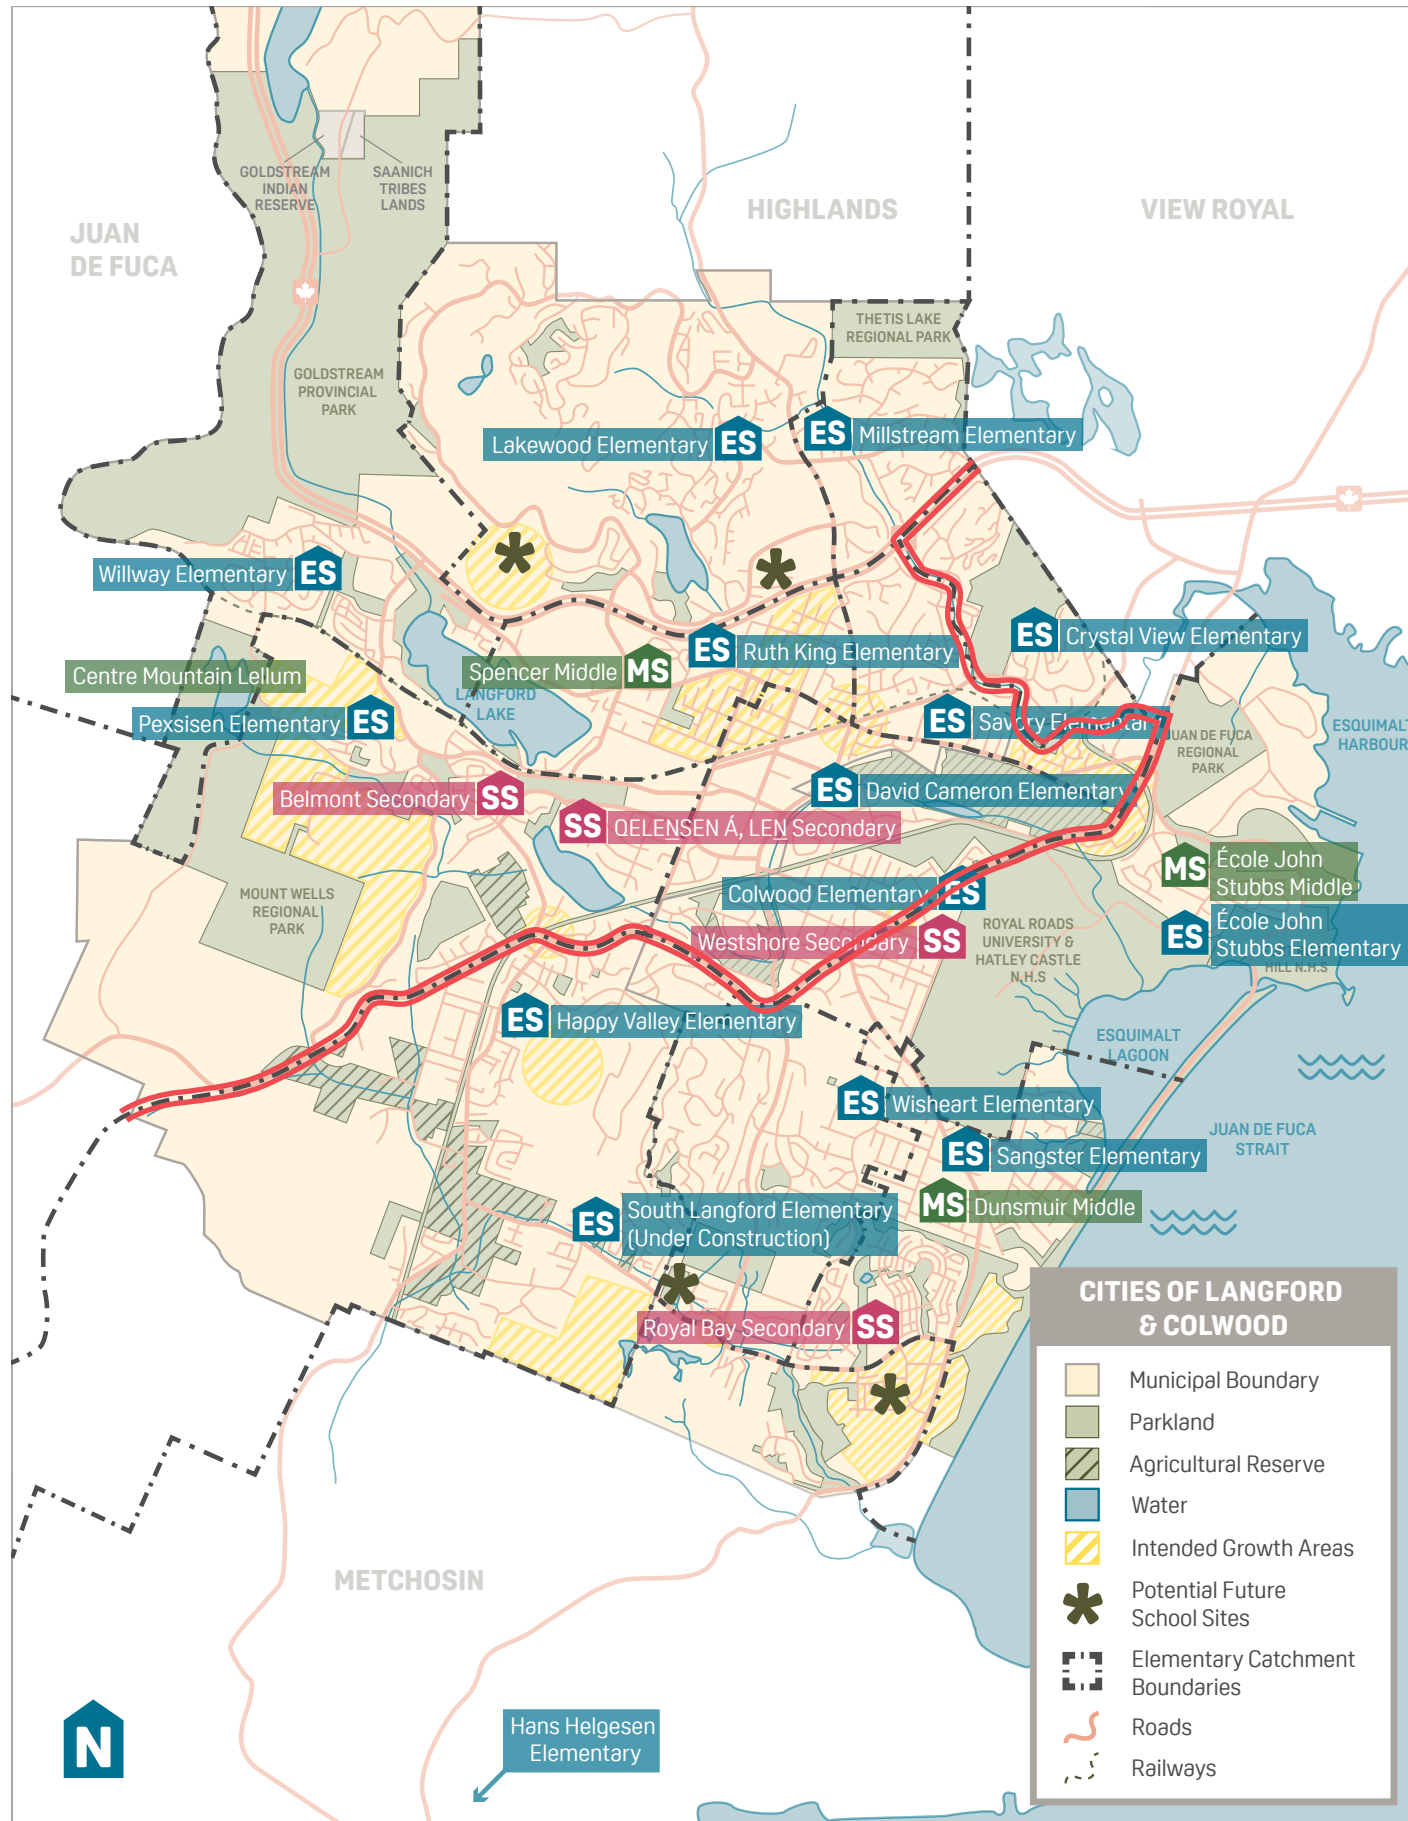 JUAN
DE FUCA
HIGHLANDS
VIEW ROYAL
GOLDSTREAM
INDIAN
RESERVE
SAANICH
TRIBES
LANDS
GOLDSTREAM
PROVINCIAL
PARK
THETIS LAKE
REGIONAL PARK
Lakewood Elementary
ES
ES
Millstream Elementary
Willway Elementary
ES
ES
Crystal View Elementary
ES
Ruth King Elementary
Spencer Middle
MS
Centre Mountain Lellum
LANGFORD
LAKE
Pexsisen Elementary
ES
ES
Savory Elementary
JUAN DE FUCA
REGIONAL
PARK
ESQUIMALT
HARBOUR
Belmont Secondary
SS
ES
David Cameron Elementary
SS
QELENSEN Á, LEN Secondary
MS
École John
Stubbs Middle
MOUNT WELLS
REGIONAL
PARK
Colwood Elementary
ES
Westshore Secondary
SS
ROYAL ROADS
UNIVERSITY &
HATLEY CASTLE
N.H.S
ES
École John
Stubbs Elementary
HILL N.H.S
ES
Happy Valley Elementary
ESQUIMALT
LAGOON
ES
Wisheart Elementary
JUAN DE FUCA
STRAIT
ES
Sangster Elementary
MS
Dunsmuir Middle
ES
South Langford Elementary
(Under Construction)
Royal Bay Secondary
SS
METCHOSIN
Hans Helgesen
Elementary
N
CITIES OF LANGFORD
& COLWOOD
Municipal Boundary
Parkland
Agricultural Reserve
Water
Intended Growth Areas
Potential Future
School Sites
Elementary Catchment
Boundaries
Roads
Railways